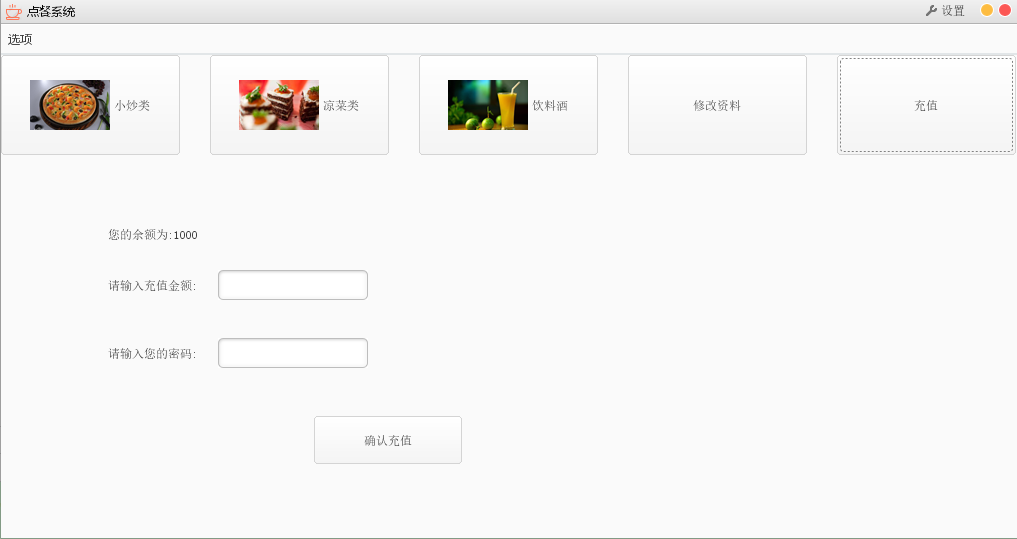 点餐系统
设置
选项
小炒类
凉菜类
饮料酒
修改资料
充值
您的余额为:1000
请输入充值金额:
请输入您的密码:
确认充值